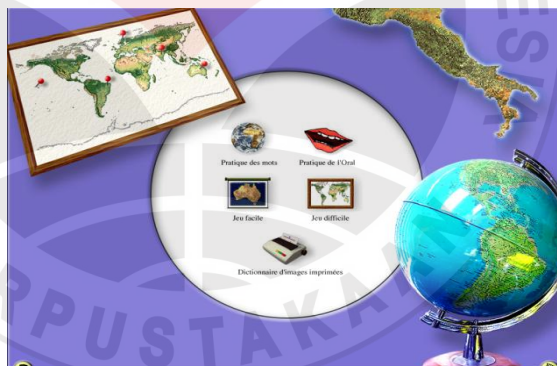 Pratique des mots
Pratique de l'Oral
Jeu facile
Jeu difficile
Dictionnaire d'images imprimées